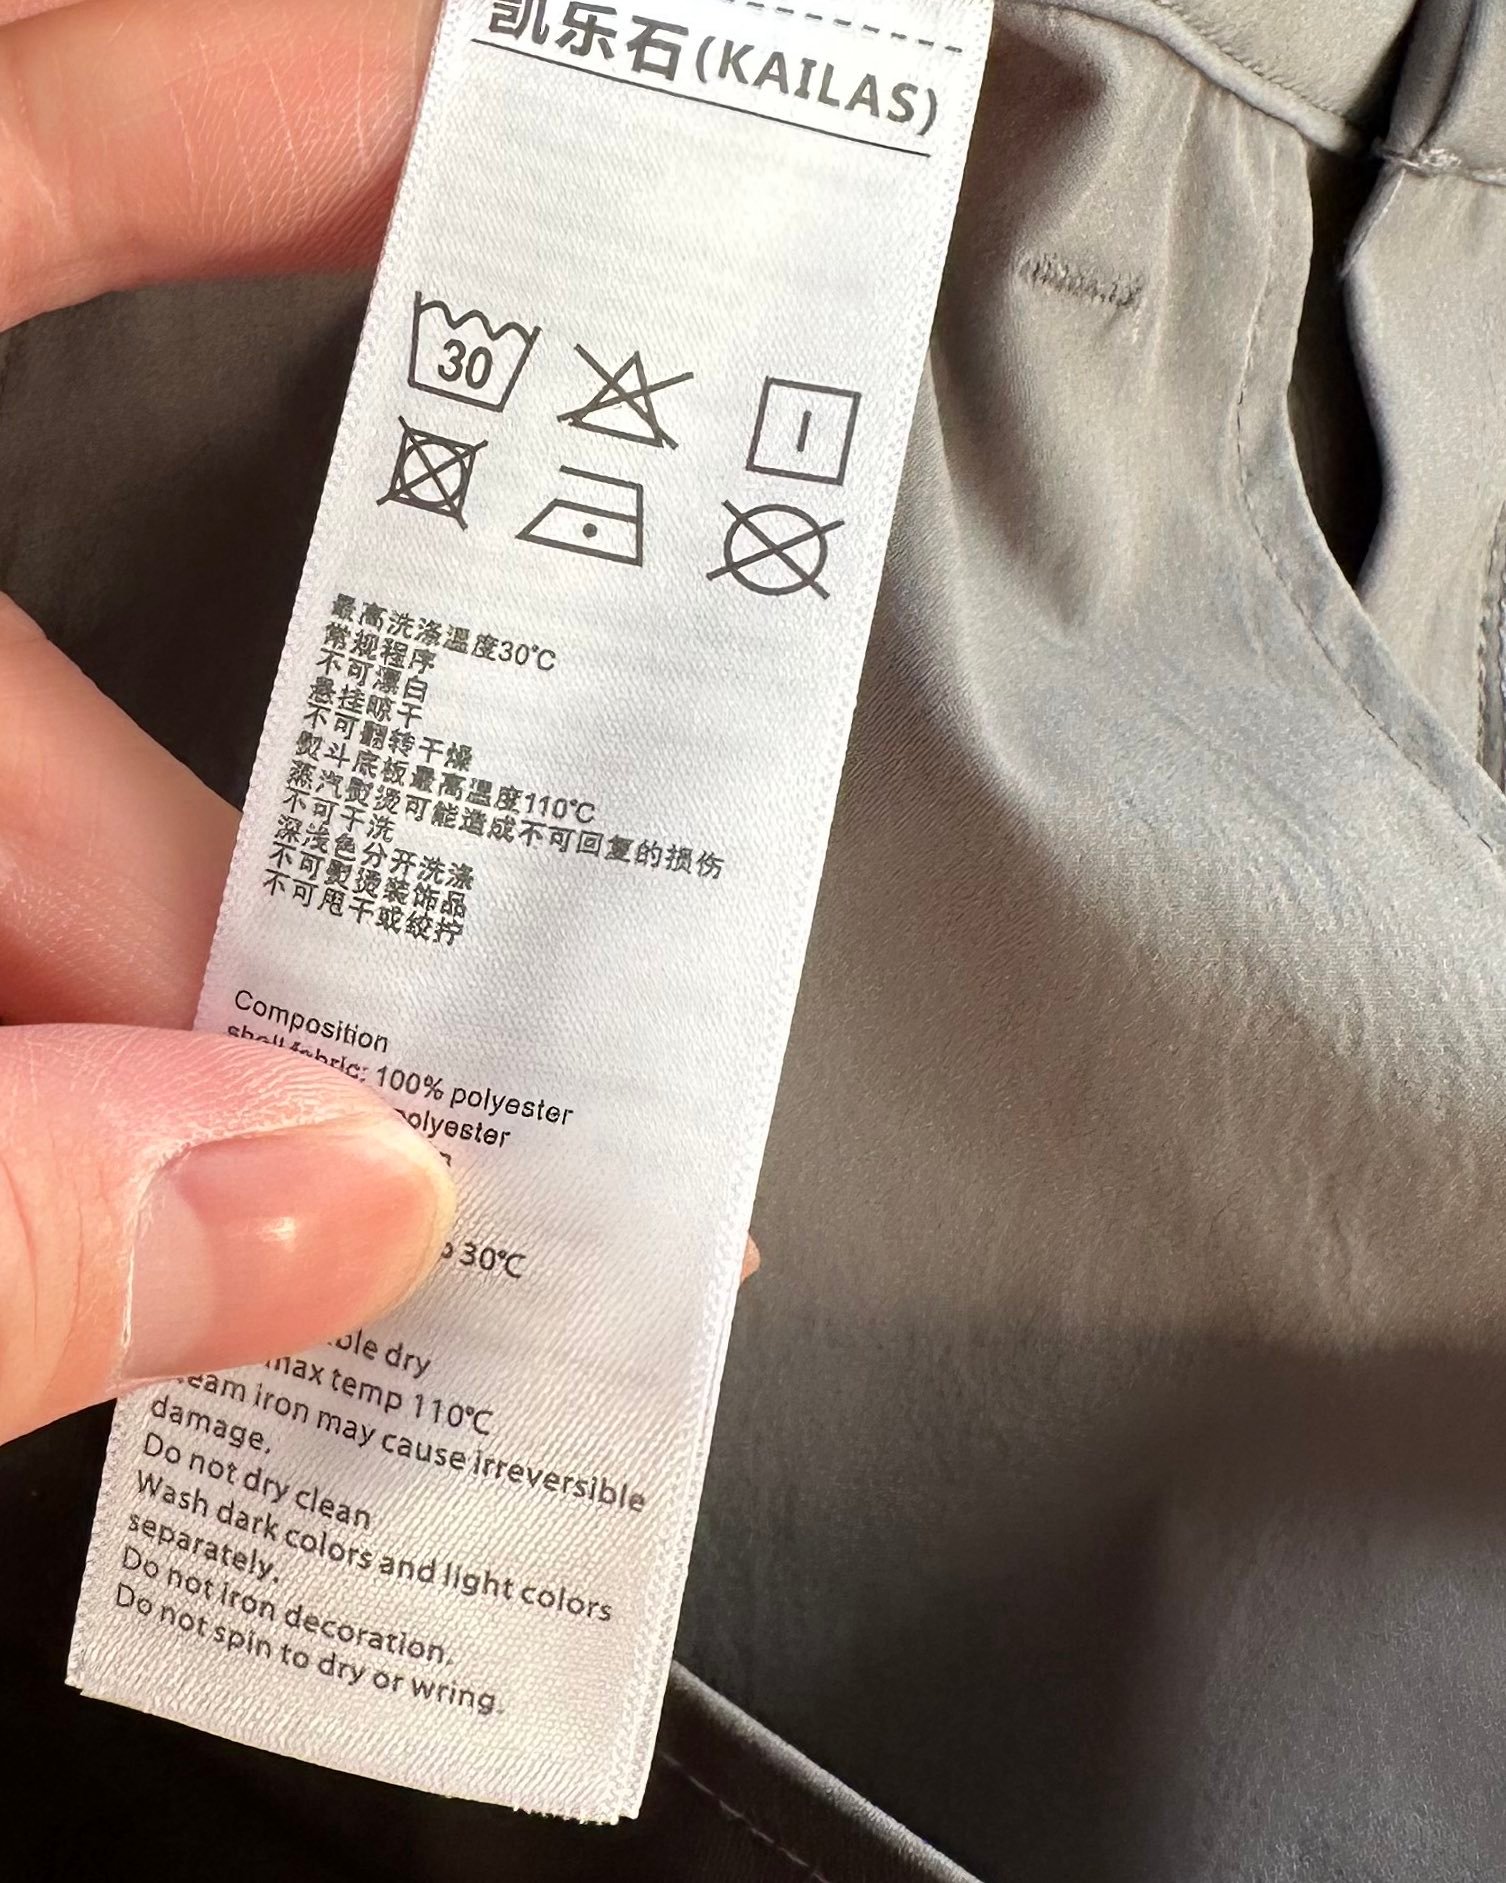 凯乐石(KAILAS)
30
最高洗涤温度30℃
常规程序
不可漂白
悬挂晾干
不可翻转干燥
熨斗底板最高温度110℃
蒸汽熨烫可能造成不可回复的损伤
不可干洗
深浅色分开洗涤
不可熨烫装饰品
不可甩干或绞拧
Composition
shell fabric: 100% polyester
polyester
30℃
dry
max temp 110℃
iron may cause irreversible
damage.
Do not dry clean
Wash dark colors and light colors
separately.
Do not iron decoration.
Do not spin to dry or wring.